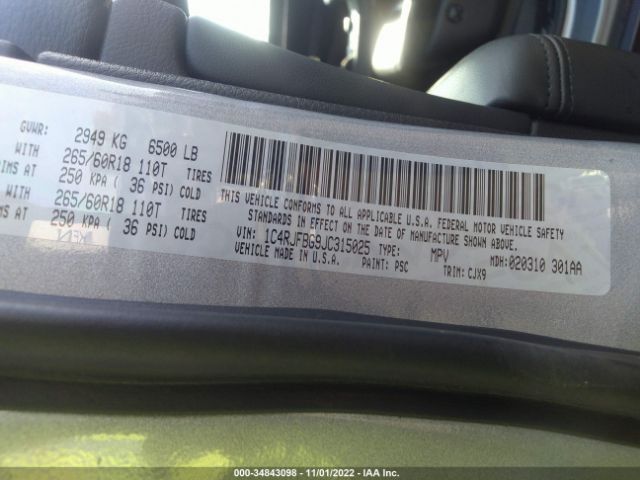 GVWR: 2949 KG 6500 LB
WITH 265/60R18 110T TIRES
RIMS AT 250 KPA ( 36 PSI) COLD
WITH 265/60R18 110T TIRES
RIMS AT 250 KPA ( 36 PSI) COLD
THIS VEHICLE CONFORMS TO ALL APPLICABLE U.S.A. FEDERAL MOTOR VEHICLE SAFETY
STANDARDS IN EFFECT ON THE DATE OF MANUFACTURE SHOWN ABOVE.
VIN: 1C4RJFBG9JC315025 TYPE: MPV MDH:020310 301AA
VEHICLE MADE IN U.S.A. PAINT: PSC TRIM: CJX9
000-34843098 - 11/01/2022 - IAA Inc.